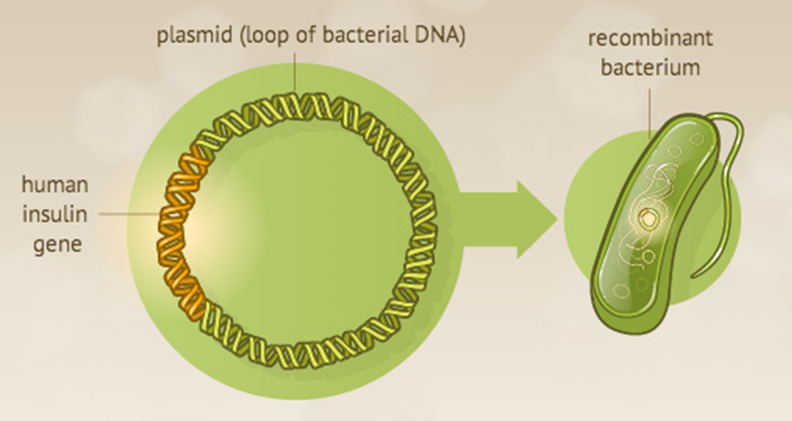 plasmid (loop of bacterial DNA)
recombinant
bacterium
human
insulin
gene